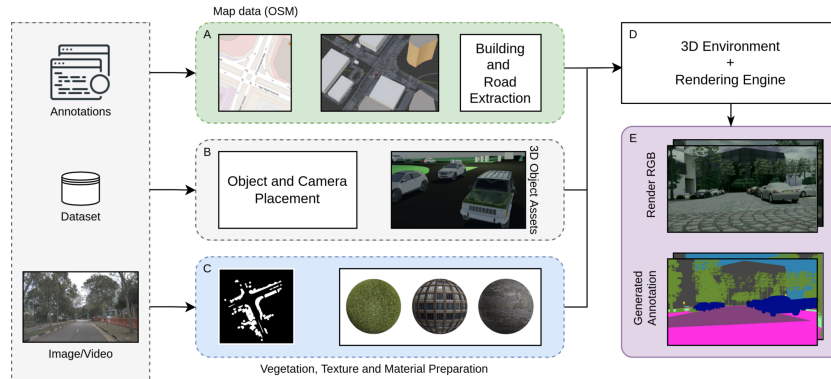 Map data (OSM)
Annotations
Dataset
Image/Video
A
Building
and
Road
Extraction
B
Object and Camera
Placement
3D Object Assets
C
Vegetation, Texture and Material Preparation
D
3D Environment
+
Rendering Engine
E
Render RGB
Generated
Annotation